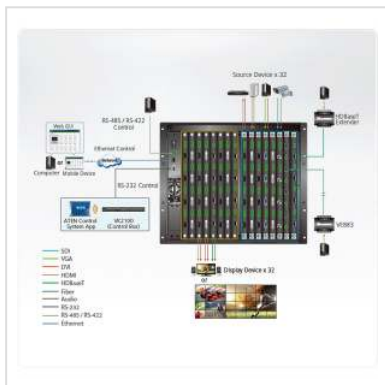 Source Device x 32
RS-485 / RS-422
Control
HDBaseT
Extender
Web GUI
or
Ethernet Control
Computer
Mobile Device
RS-232 Control
ATEN Control
System App
VK2100
(Control Box)
VE883
Display Device x 32
or
SDI
VGA
DVI
HDMI
HDBaseT
Fiber
Audio
RS-232
RS-485 / RS-422
Ethernet